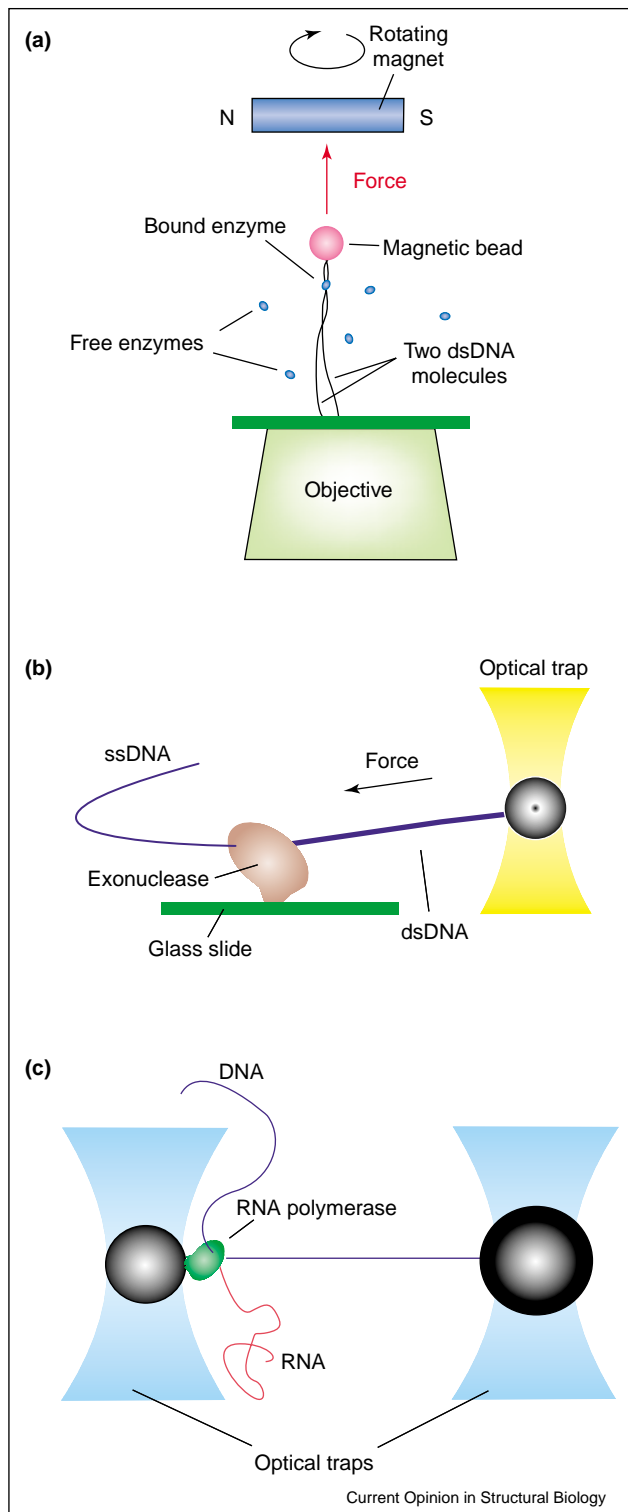 (a)
Rotating
magnet
N
S
Force
Bound enzyme
Magnetic bead
Free enzymes
Two dsDNA
molecules
Objective
(b)
Optical trap
ssDNA
Force
Exonuclease
Glass slide
dsDNA
(c)
DNA
RNA polymerase
RNA
Optical traps
Current Opinion in Structural Biology